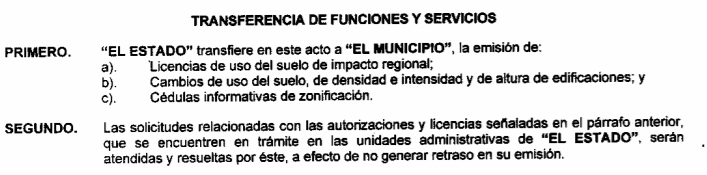 TRANSFERENCIA DE FUNCIONES Y SERVICIOS
PRIMERO. "EL ESTADO" transfiere en este acto a "EL MUNICIPIO", la emisión de:
a). Licencias de uso del suelo de impacto regional;
b). Cambios de uso del suelo, de densidad e intensidad y de altura de edificaciones; y
c). Cédulas informativas de zonificación.
SEGUNDO. Las solicitudes relacionadas con las autorizaciones y licencias señaladas en el párrafo anterior,
que se encuentren en trámite en las unidades administrativas de "EL ESTADO", serán
atendidas y resueltas por éste, a efecto de no generar retraso en su emisión.